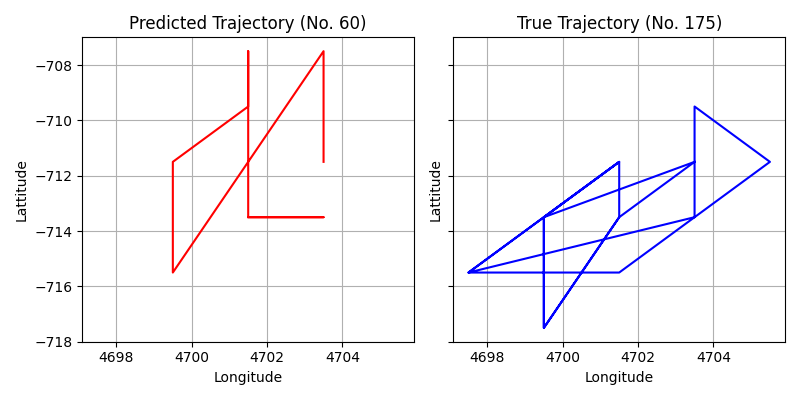 Predicted Trajectory (No. 60)
True Trajectory (No. 175)
−708
−710
−712
−714
−716
−718
Lattitude
Lattitude
4698 4700 4702 4704
4698 4700 4702 4704
Longitude
Longitude